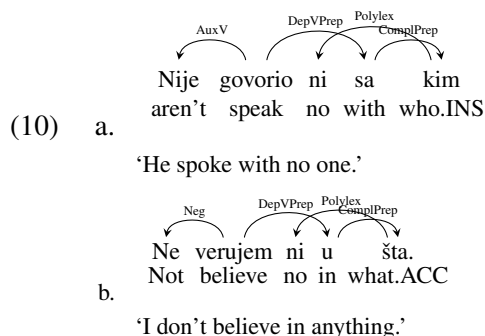 AuxV DepVPrep Polylex ComplPrep
Nije govorio ni sa kim
aren't speak no with who.INS
(10) a.
‘He spoke with no one.’
Neg DepVPrep Polylex ComplPrep
Ne verujem ni u šta.
Not believe no in what.ACC
b.
‘I don't believe in anything.’